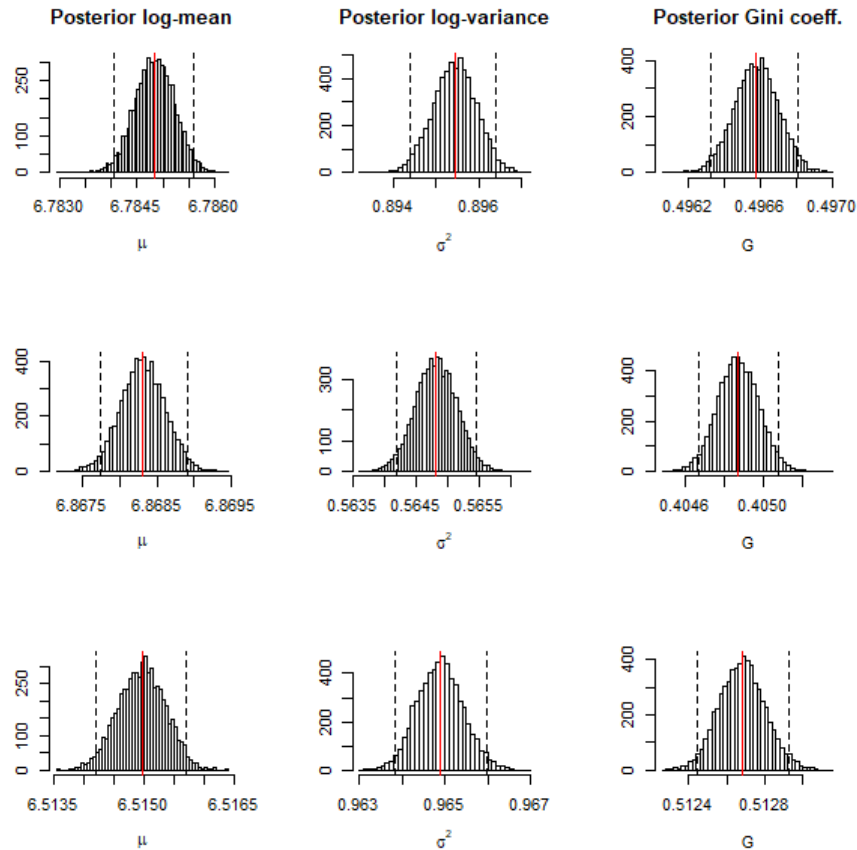 Posterior log-mean Posterior log-variance Posterior Gini coeff.
0 100 250
6.7830 6.7845 6.7860
μ
0 200 400
0.894 0.896
σ²
0 200 400
0.4962 0.4966 0.4970
G
0 200 400
6.8675 6.8685 6.8695
μ
0 100 300
0.5635 0.5645 0.5655
σ²
0 200 400
0.4046 0.4050
G
0 100 250
6.5135 6.5150 6.5165
μ
0 200 400
0.963 0.965 0.967
σ²
0 200 400
0.5124 0.5128
G